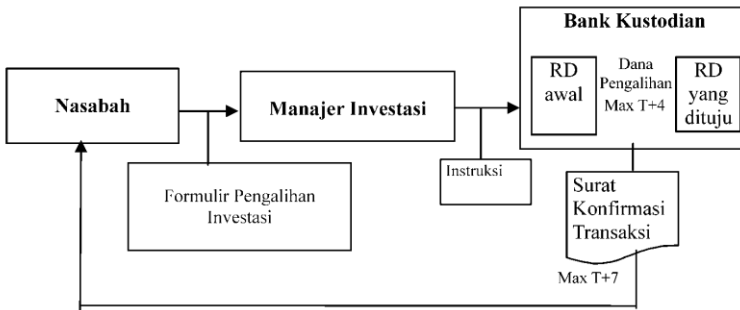 Bank Kustodian
RD
awal
Dana
Pengalihan
Max T+4
RD
yang
dituju
Nasabah
Manajer Investasi
Formulir Pengalihan
Investasi
Instruksi
Surat
Konfirmasi
Transaksi
Max T+7